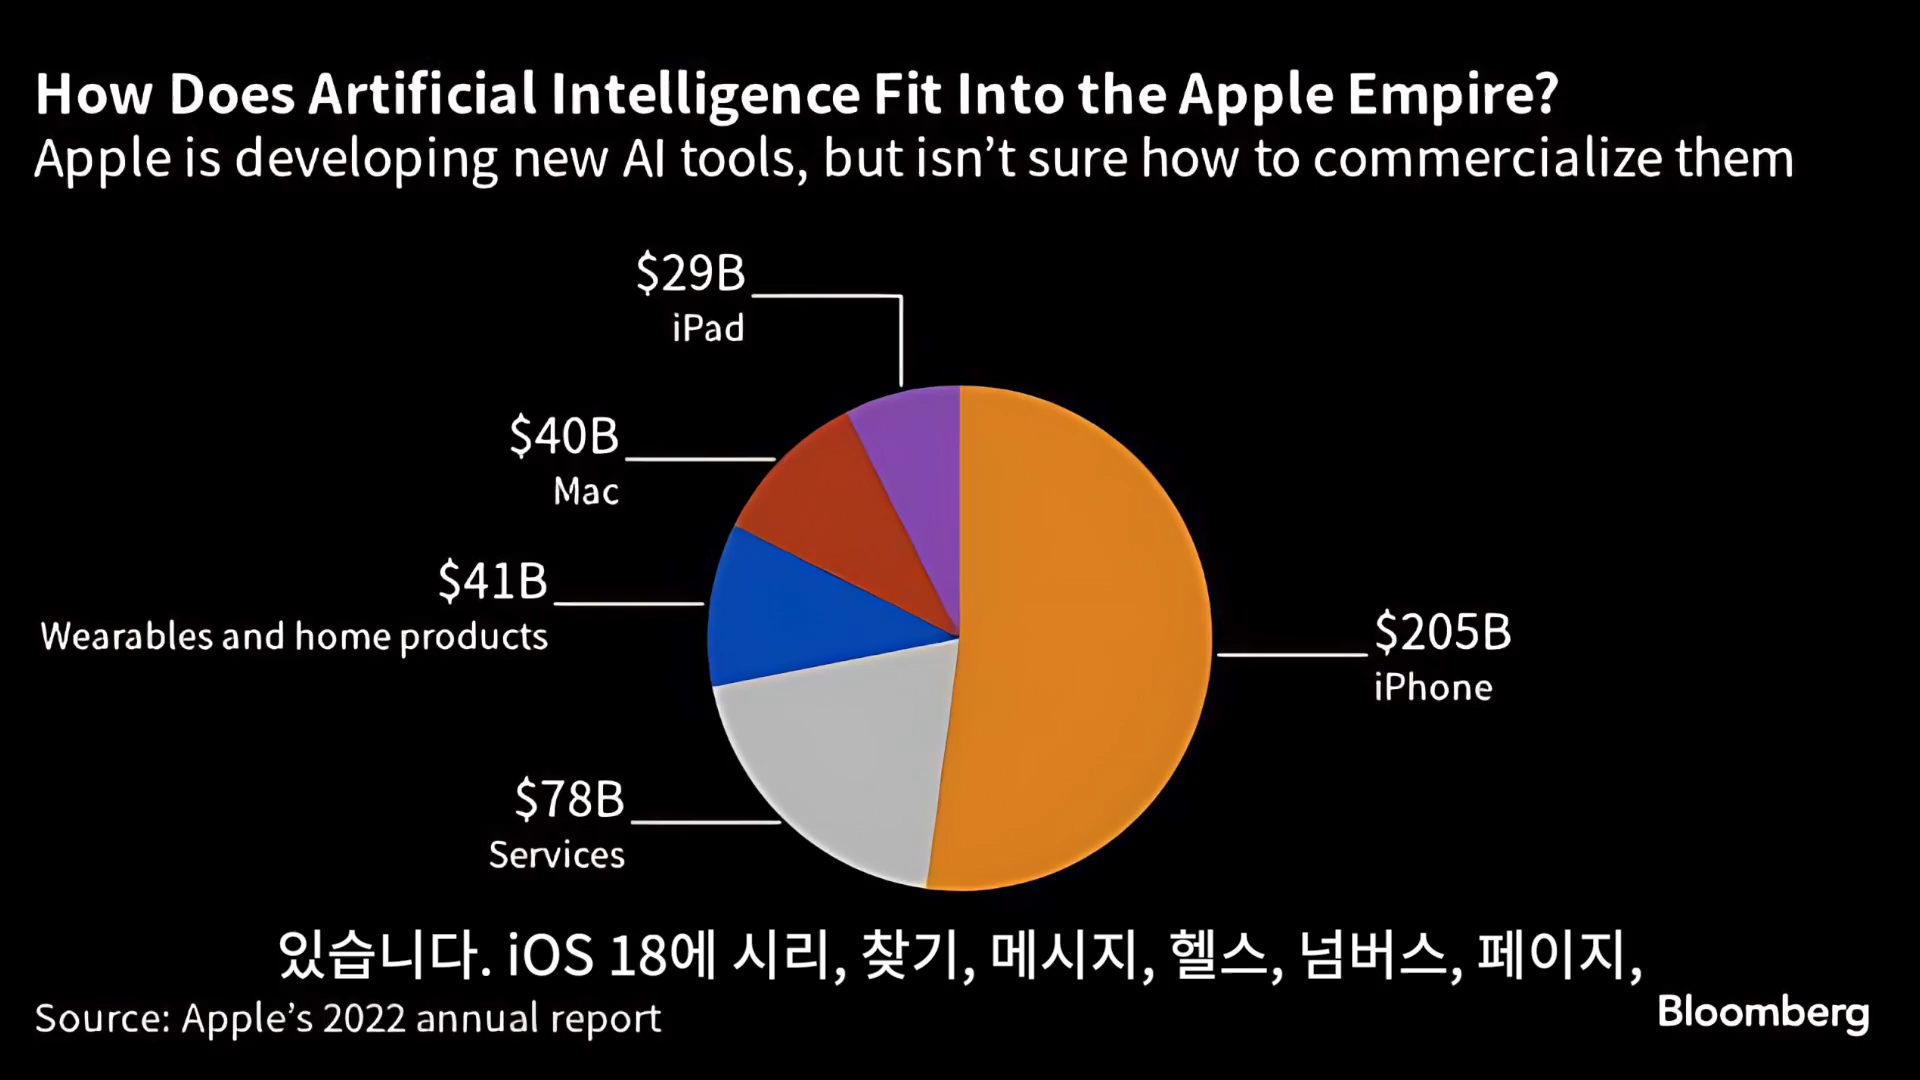 How Does Artificial Intelligence Fit Into the Apple Empire?
Apple is developing new AI tools, but isn’t sure how to commercialize them
$29B
iPad
$40B
Mac
$41B
Wearables and home products
$205B
iPhone
$78B
Services
있습니다. iOS 18에 시리, 찾기, 메시지, 헬스, 넘버스, 페이지,
Source: Apple’s 2022 annual report
Bloomberg